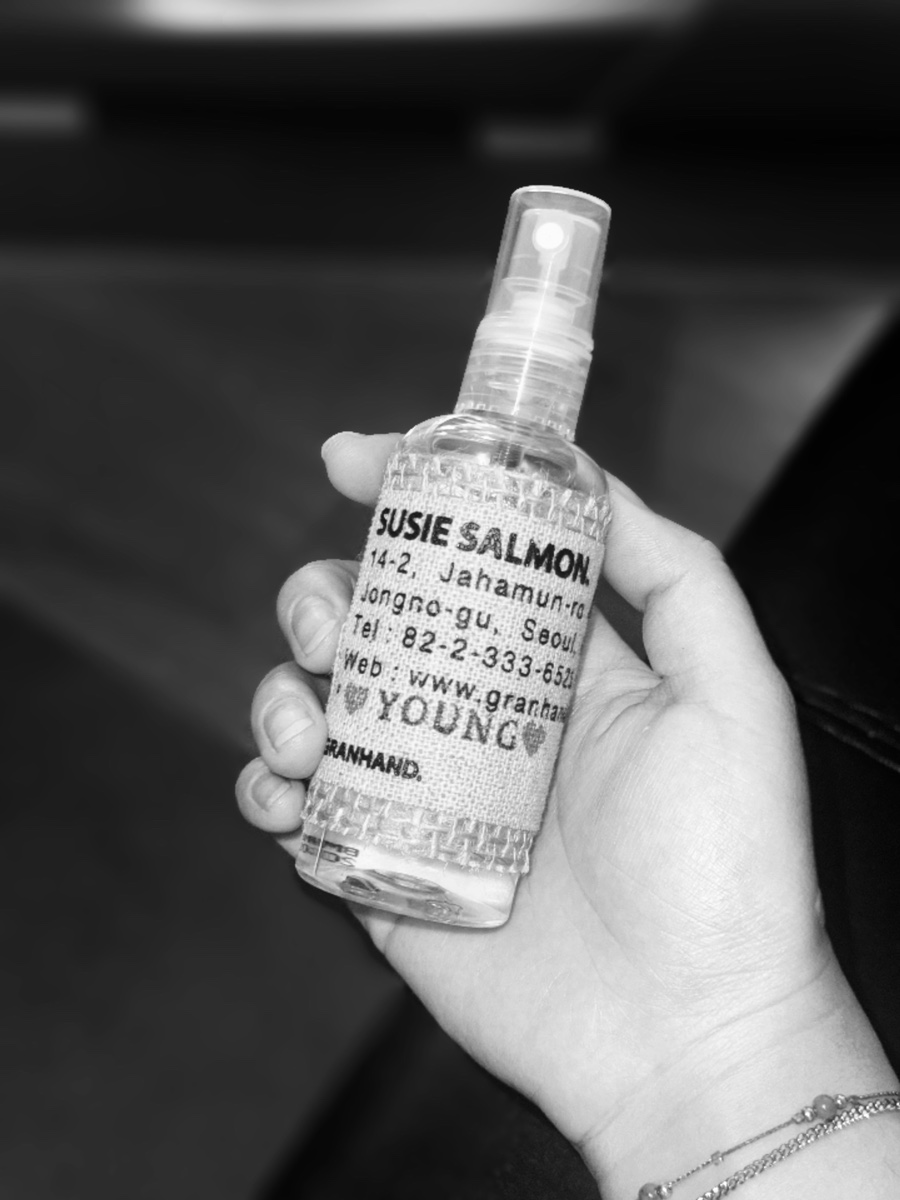 SUSIE SALMON.
14-2, Jahamun-ro
Jongno-gu, Seoul,
Tel : 82-2-333-652
Web : www.granhan
♥YOUNG♥
GRANHAND.